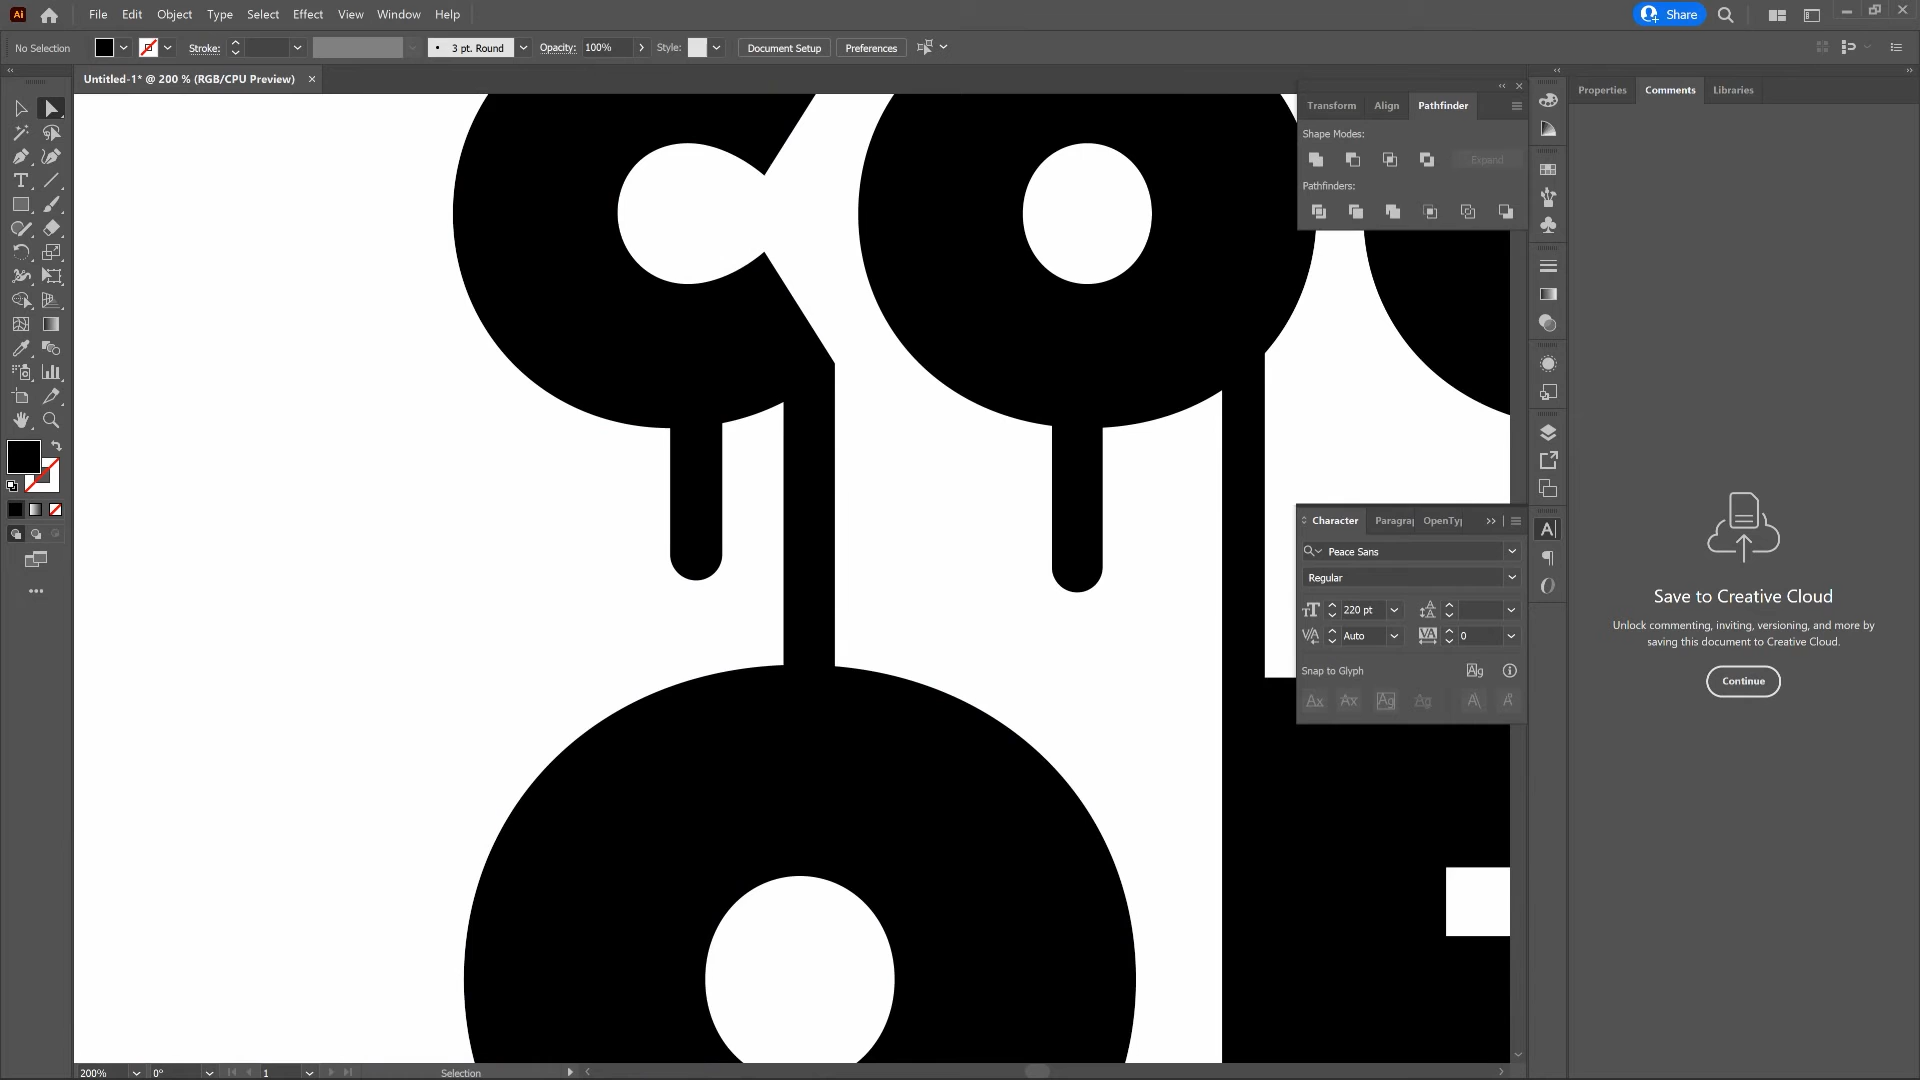 Ai File Edit Object Type Select Effect View Window Help Share
No Selection Stroke: 3 pt. Round Opacity: 100% Style: Document Setup Preferences
Untitled-1* @ 200 % (RGB/CPU Preview)
Properties Comments Libraries
Transform Align Pathfinder
Shape Modes:
Expand
Pathfinders:
Character Paragra OpenTy
Peace Sans
Regular
220 pt
Auto 0
Snap to Glyph
Save to Creative Cloud
Unlock commenting, inviting, versioning, and more by
saving this document to Creative Cloud.
Continue
200% 0° 1 Selection